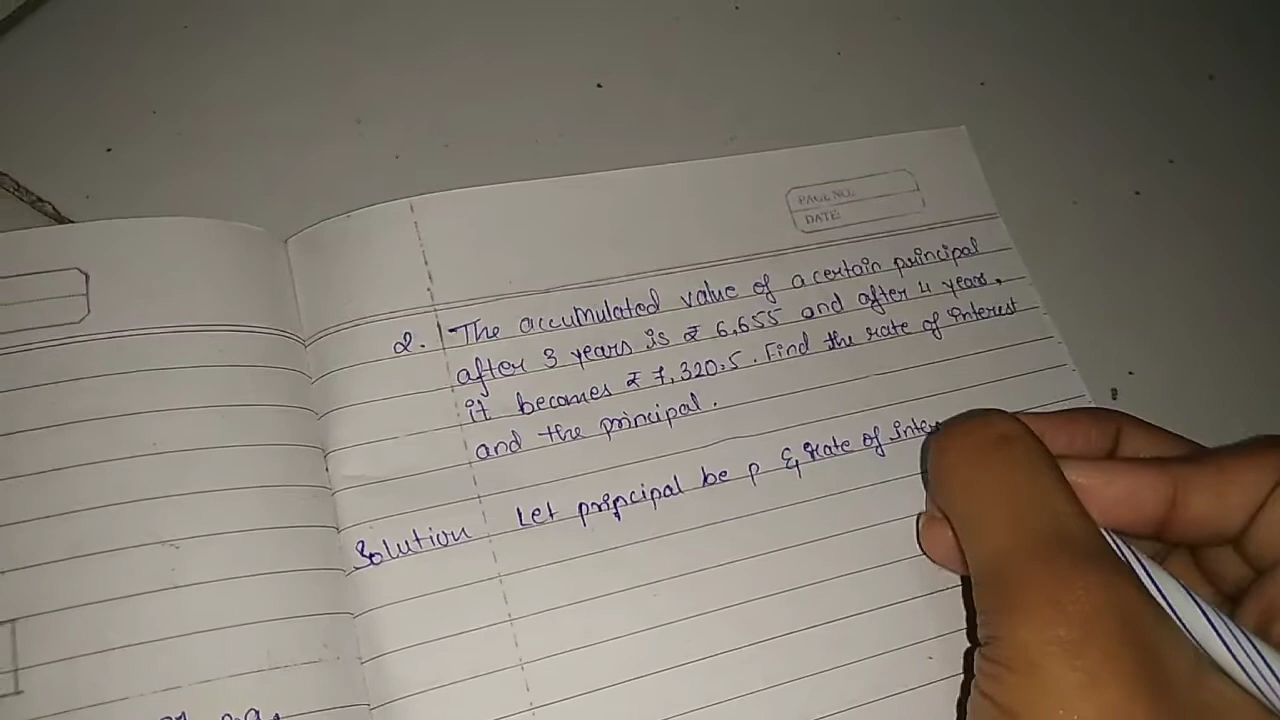 PAGE NO.
DATE
2. The accumulated value of a certain principal
after 3 years is ₹ 6,655 and after 4 years,
it becomes ₹ 7,320.5. Find the rate of interest
and the principal.
Solution Let principal be p & rate of inter